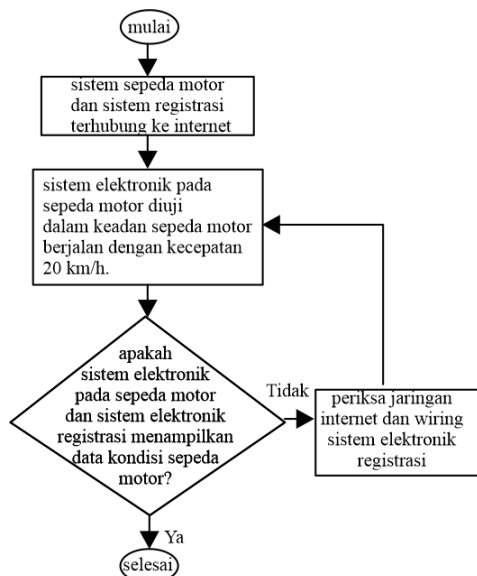 mulai
sistem sepeda motor
dan sistem registrasi
terhubung ke internet
sistem elektronik pada
sepeda motor diuji
dalam keadan sepeda motor
berjalan dengan kecepatan
20 km/h.
apakah
sistem elektronik
pada sepeda motor
dan sistem elektronik
registrasi menampilkan
data kondisi sepeda
motor?
Tidak
periksa jaringan
internet dan wiring
sistem elektronik
registrasi
Ya
selesai